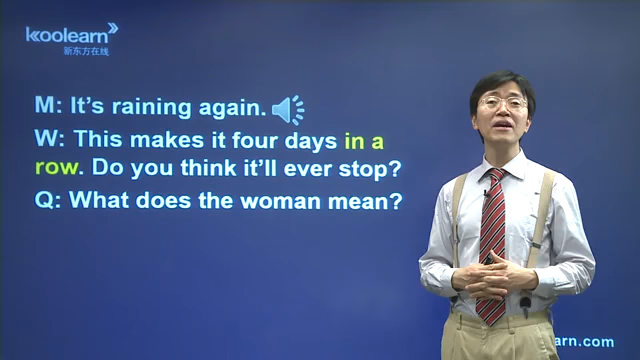 koolearn
新东方在线
M: It's raining again.
W: This makes it four days in a
row. Do you think it'll ever stop?
Q: What does the woman mean?
arn.com